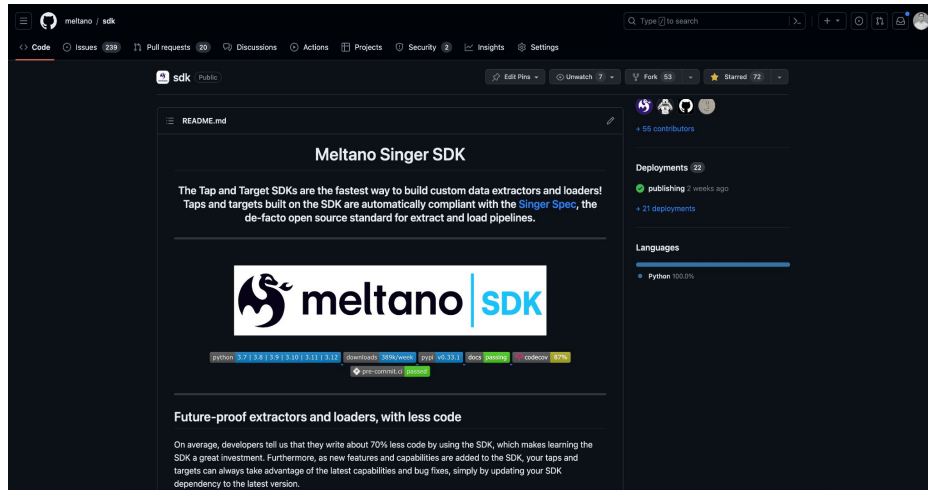 meltano / sdk
Type / to search
Code
Issues 239
Pull requests 20
Discussions
Actions
Projects
Security 2
Insights
Settings
sdk Public
Edit Pins
Unwatch 7
Fork 53
Starred 72
README.md
Meltano Singer SDK
The Tap and Target SDKs are the fastest way to build custom data extractors and loaders!
Taps and targets built on the SDK are automatically compliant with the Singer Spec, the
de-facto open source standard for extract and load pipelines.
meltano SDK
python 3.7 | 3.8 | 3.9 | 3.10 | 3.11 | 3.12 downloads 389k/week pypi v0.33.1 docs passing codecov 87%
pre-commit.ci passed
Future-proof extractors and loaders, with less code
On average, developers tell us that they write about 70% less code by using the SDK, which makes learning the
SDK a great investment. Furthermore, as new features and capabilities are added to the SDK, your taps and
targets can always take advantage of the latest capabilities and bug fixes, simply by updating your SDK
dependency to the latest version.
+ 55 contributors
Deployments 22
publishing 2 weeks ago
+ 21 deployments
Languages
Python 100.0%